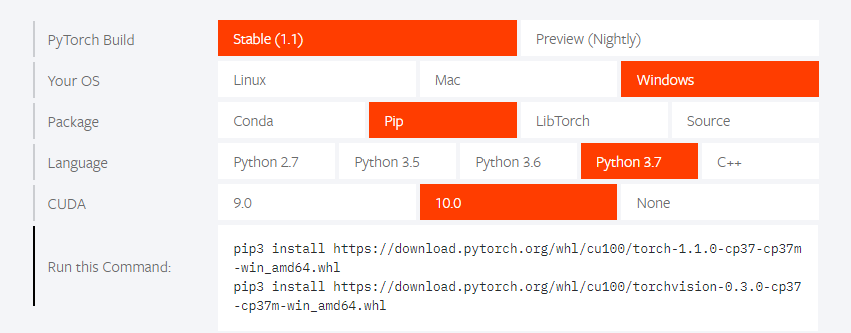 PyTorch Build Stable (1.1) Preview (Nightly)
Your OS Linux Mac Windows
Package Conda Pip LibTorch Source
Language Python 2.7 Python 3.5 Python 3.6 Python 3.7 C++
CUDA 9.0 10.0 None
Run this Command:
pip3 install https://download.pytorch.org/whl/cu100/torch-1.1.0-cp37-cp37m
-win_amd64.whl
pip3 install https://download.pytorch.org/whl/cu100/torchvision-0.3.0-cp37
-cp37m-win_amd64.whl